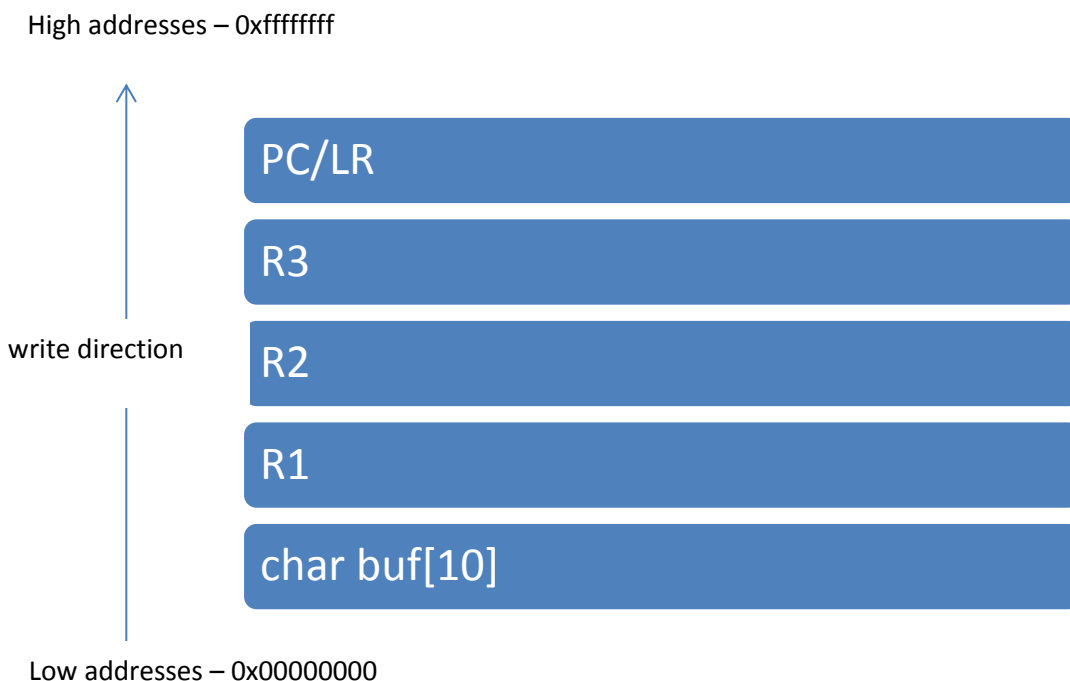 High addresses – 0xffffffff
PC/LR
R3
write direction
R2
R1
char buf[10]
Low addresses – 0x00000000